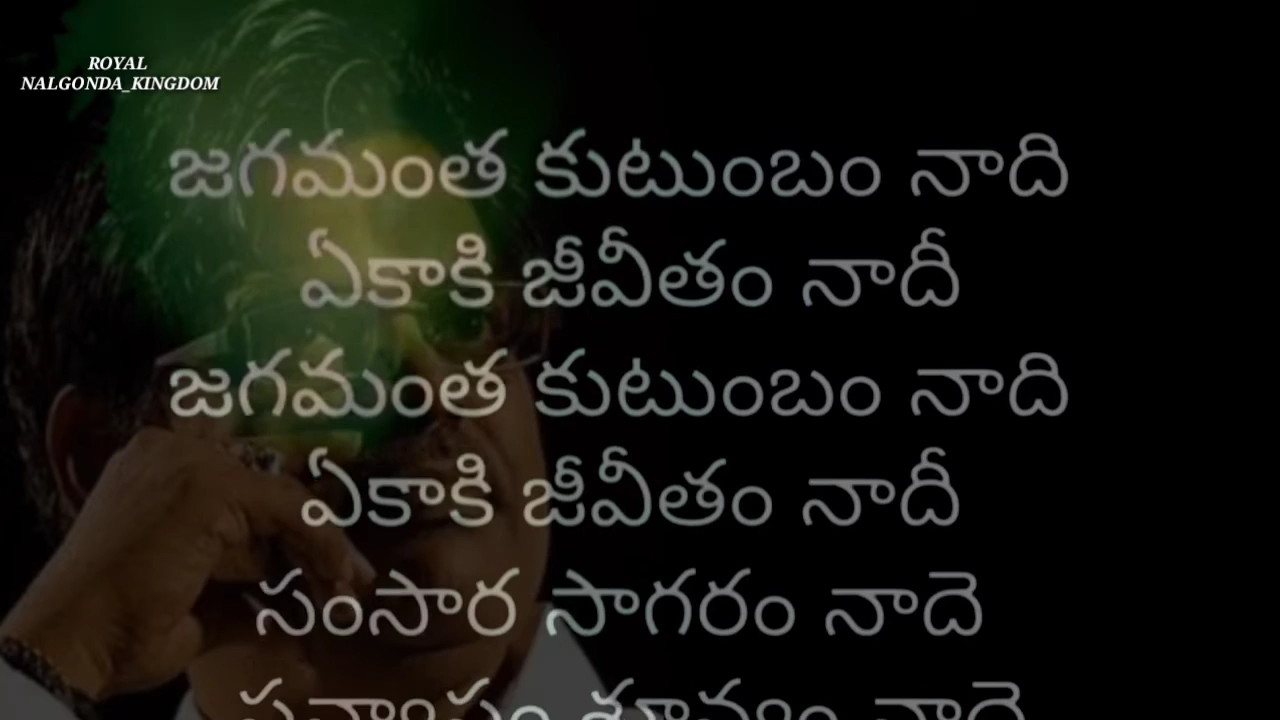 ROYAL
NALGONDA_KINGDOM
జగమంత కుటుంబం నాది
ఏకాకి జీవీతం నాదీ
జగమంత కుటుంబం నాది
ఏకాకి జీవీతం నాదీ
సంసార సాగరం నాదె
నాదె